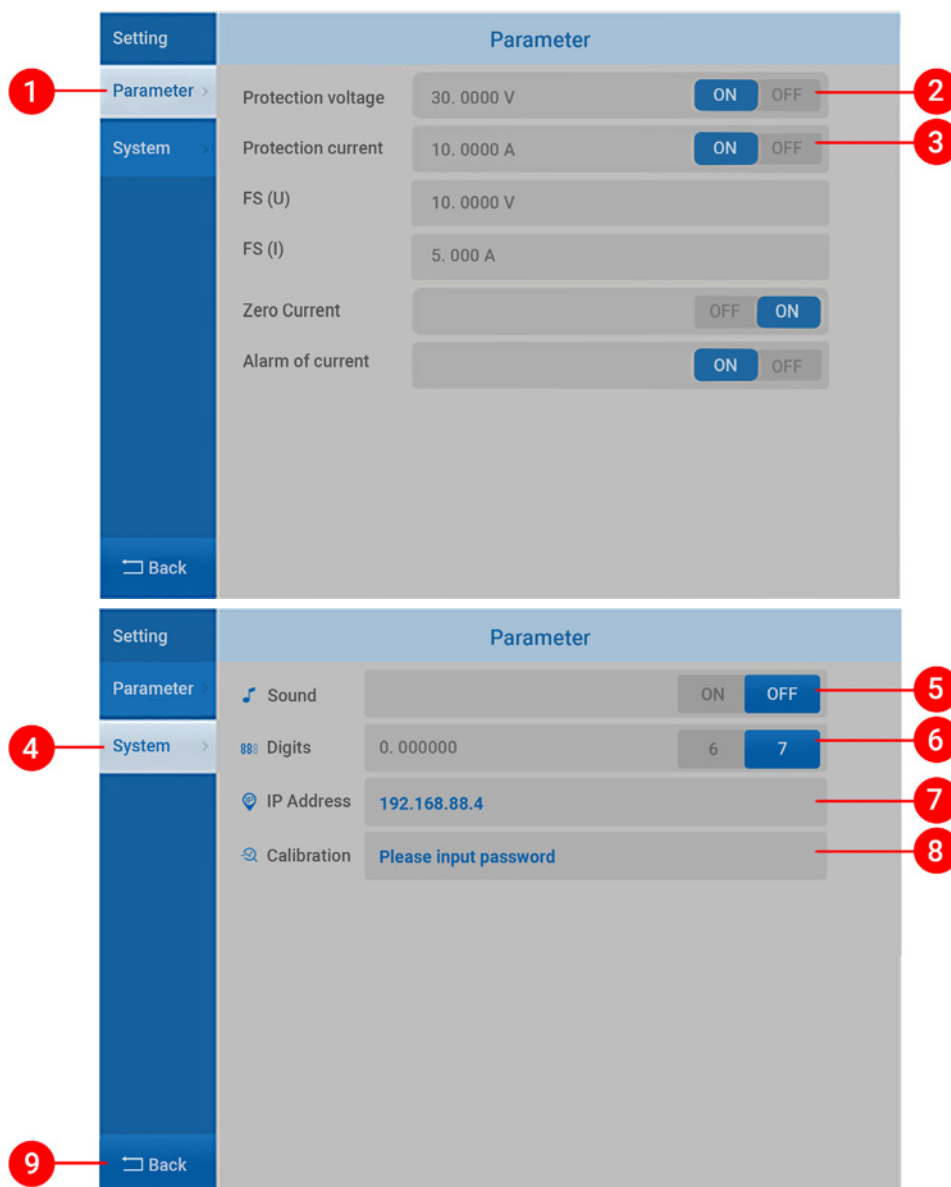 Setting
Parameter
1
Parameter
Protection voltage 30. 0000 V ON OFF
2
System
Protection current 10. 0000 A ON OFF
3
FS (U) 10. 0000 V
FS (I) 5. 000 A
Zero Current OFF ON
Alarm of current ON OFF
Back
Setting
Parameter
Parameter
Sound ON OFF
5
4
System
Digits 0. 000000 6 7
6
IP Address 192.168.88.4
7
Calibration Please input password
8
9
Back